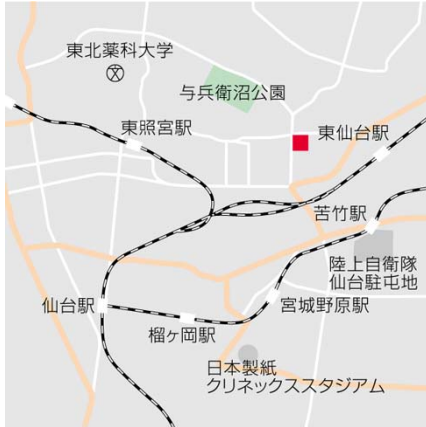 東北薬科大学
与兵衛沼公園
東照宮駅
東仙台駅
苦竹駅
陸上自衛隊
仙台駐屯地
仙台駅
宮城野原駅
榴ヶ岡駅
日本製紙
クリネックススタジアム